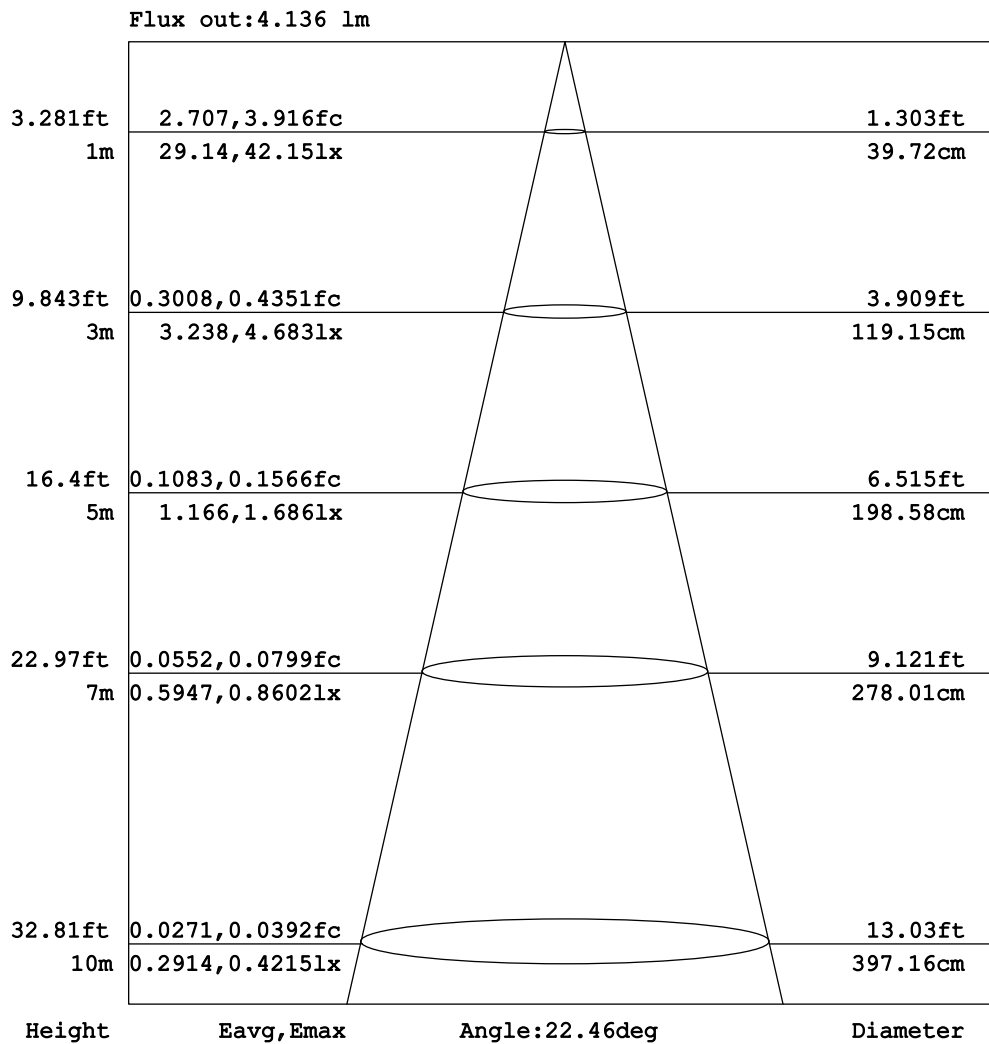 Flux out:4.136 lm
3.281ft 2.707,3.916fc 1.303ft
1m 29.14,42.15lx 39.72cm
9.843ft 0.3008,0.4351fc 3.909ft
3m 3.238,4.683lx 119.15cm
16.4ft 0.1083,0.1566fc 6.515ft
5m 1.166,1.686lx 198.58cm
22.97ft 0.0552,0.0799fc 9.121ft
7m 0.5947,0.8602lx 278.01cm
32.81ft 0.0271,0.0392fc 13.03ft
10m 0.2914,0.4215lx 397.16cm
Height Eavg,Emax Angle:22.46deg Diameter